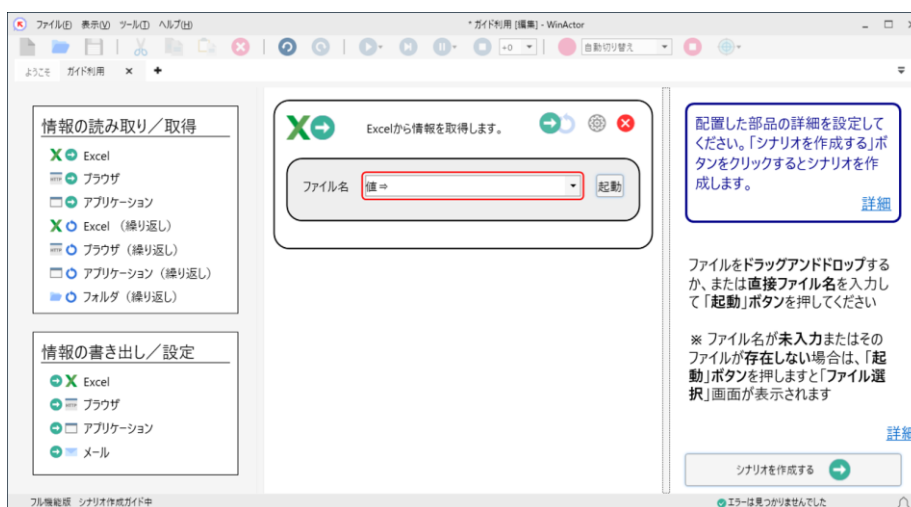 ファイル(F) 表示(V) ツール(T) ヘルプ(H)
* ガイド利用 [編集] - WinActor
+0
自動切り替え
ようこそ ガイド利用
情報の読み取り／取得
Excel
ブラウザ
アプリケーション
Excel （繰り返し）
ブラウザ（繰り返し）
アプリケーション（繰り返し）
フォルダ（繰り返し）
情報の書き出し／設定
Excel
ブラウザ
アプリケーション
メール
Excelから情報を取得します。
ファイル名 値⇒ 起動
配置した部品の詳細を設定して
ください。「シナリオを作成する」ボ
タンをクリックするとシナリオを作
成します。
詳細
ファイルをドラッグアンドドロップする
か、または直接ファイル名を入力し
て「起動」ボタンを押してください
※ ファイル名が未入力またはその
ファイルが存在しない場合は、「起
動」ボタンを押しますと「ファイル選
択」画面が表示されます
詳細
シナリオを作成する
フル機能版 シナリオ作成ガイド中
エラーは見つかりませんでした